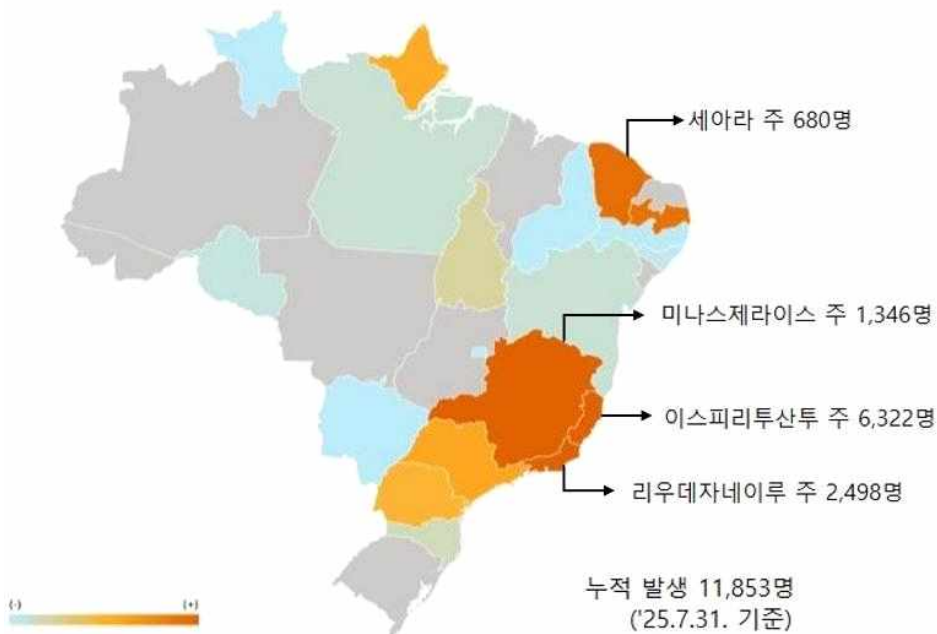 세아라 주 680명
미나스제라이스 주 1,346명
이스피리투산투 주 6,322명
리우데자네이루 주 2,498명
누적 발생 11,853명
('25.7.31. 기준)
(-) (+)